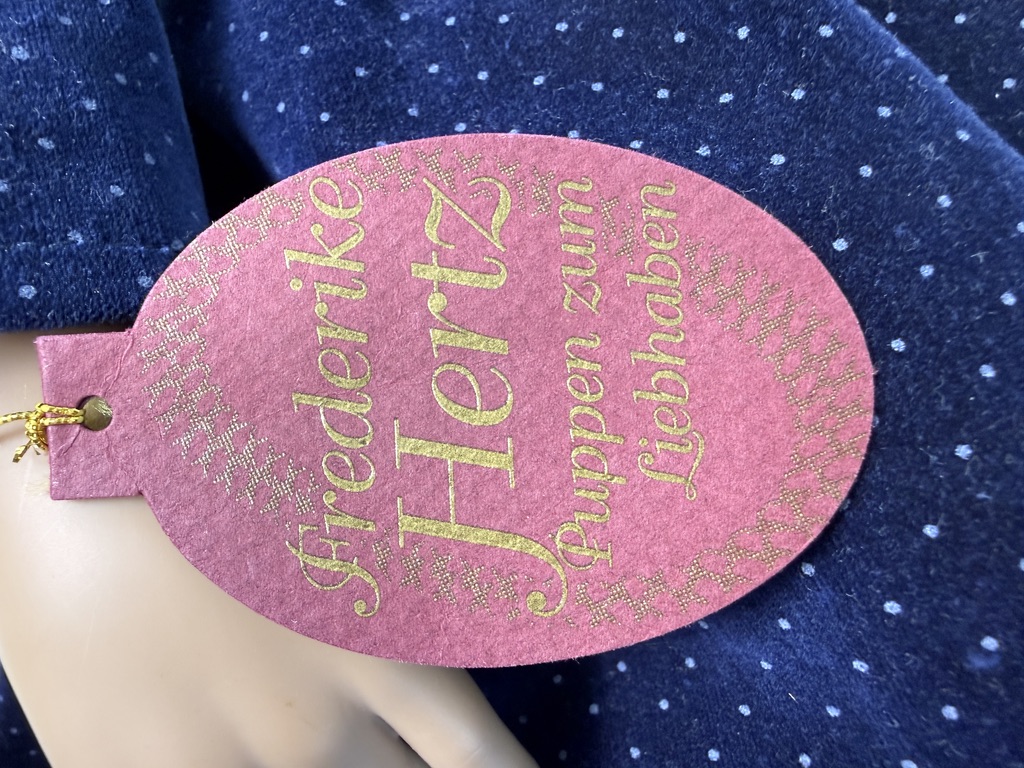 Frederike
Hertz
Puppen zum
Liebhaben